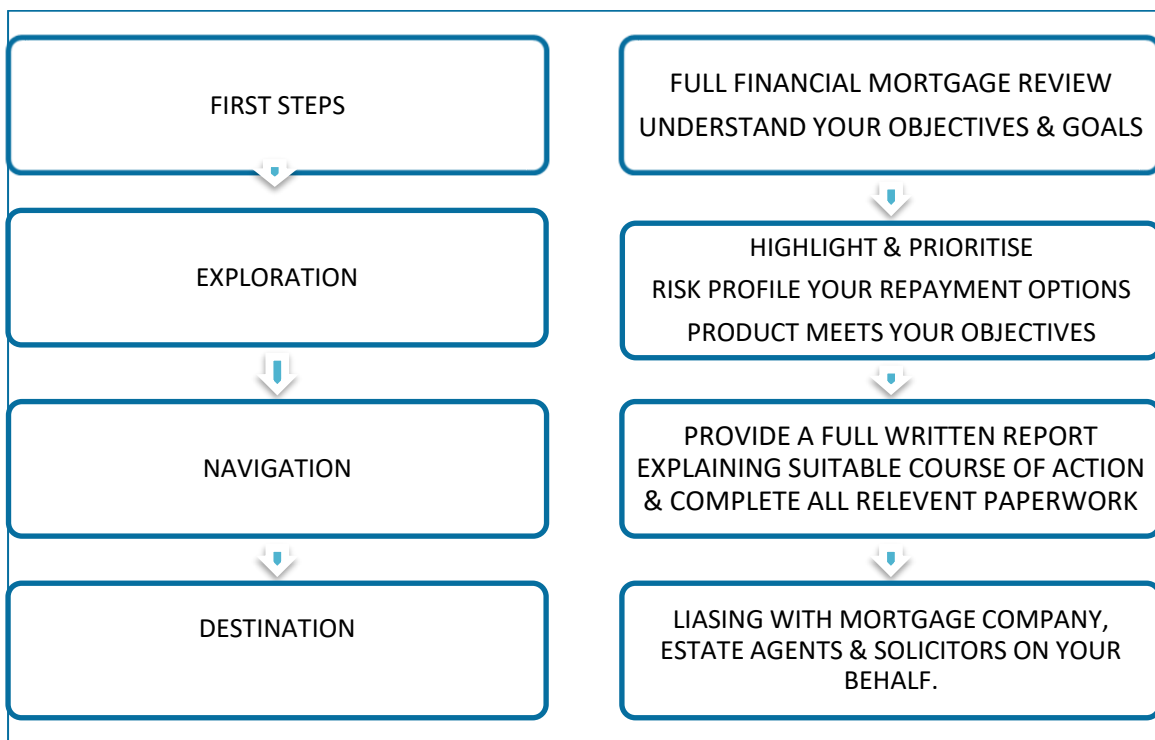 FIRST STEPS
FULL FINANCIAL MORTGAGE REVIEW
UNDERSTAND YOUR OBJECTIVES & GOALS
EXPLORATION
HIGHLIGHT & PRIORITISE
RISK PROFILE YOUR REPAYMENT OPTIONS
PRODUCT MEETS YOUR OBJECTIVES
NAVIGATION
PROVIDE A FULL WRITTEN REPORT
EXPLAINING SUITABLE COURSE OF ACTION
& COMPLETE ALL RELEVENT PAPERWORK
DESTINATION
LIASING WITH MORTGAGE COMPANY,
ESTATE AGENTS & SOLICITORS ON YOUR
BEHALF.